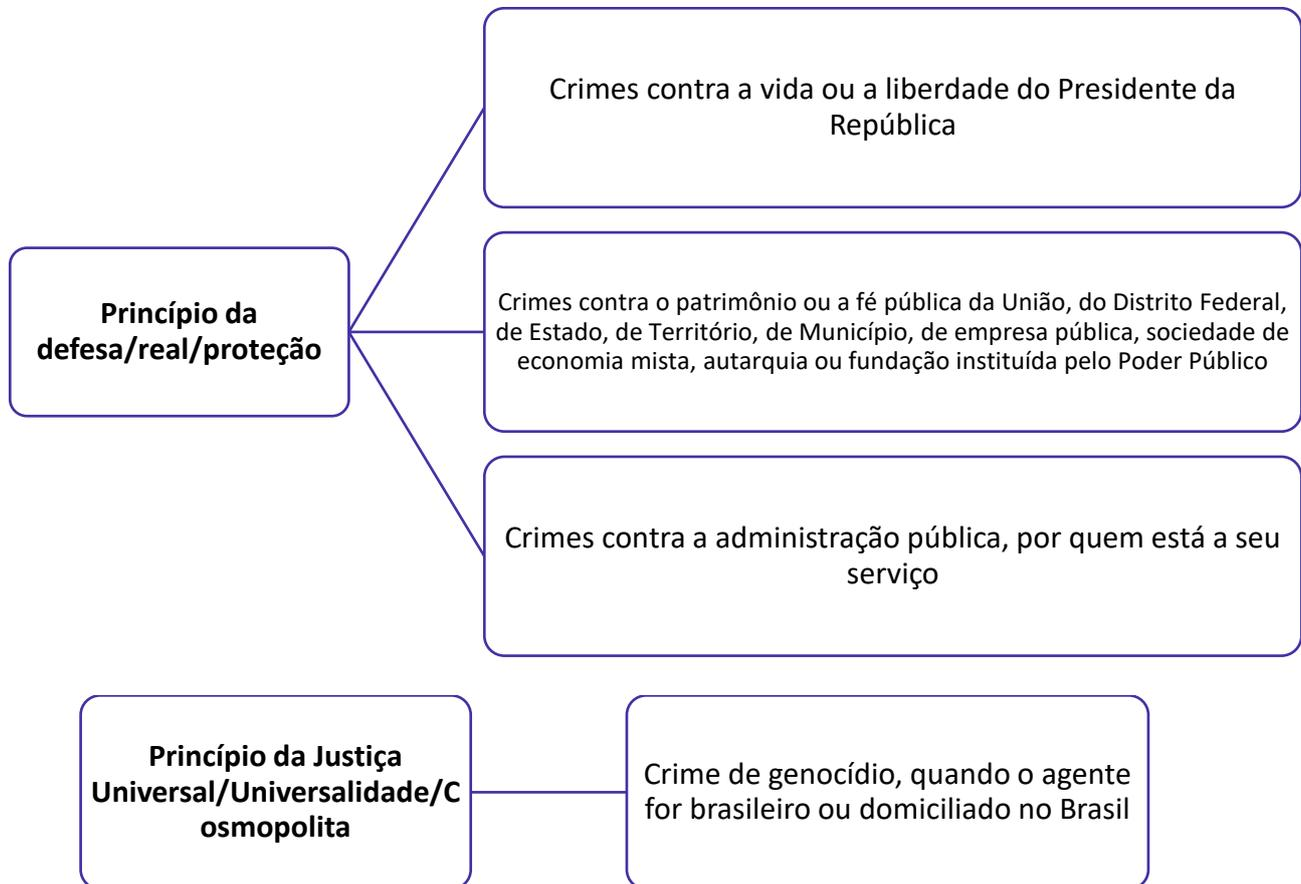 Crimes contra a vida ou a liberdade do Presidente da
República
Princípio da
defesa/real/proteção
Crimes contra o patrimônio ou a fé pública da União, do Distrito Federal,
de Estado, de Território, de Município, de empresa pública, sociedade de
economia mista, autarquia ou fundação instituída pelo Poder Público
Crimes contra a administração pública, por quem está a seu
serviço
Princípio da Justiça
Universal/Universalidade/C
osmopolita
Crime de genocídio, quando o agente
for brasileiro ou domiciliado no Brasil